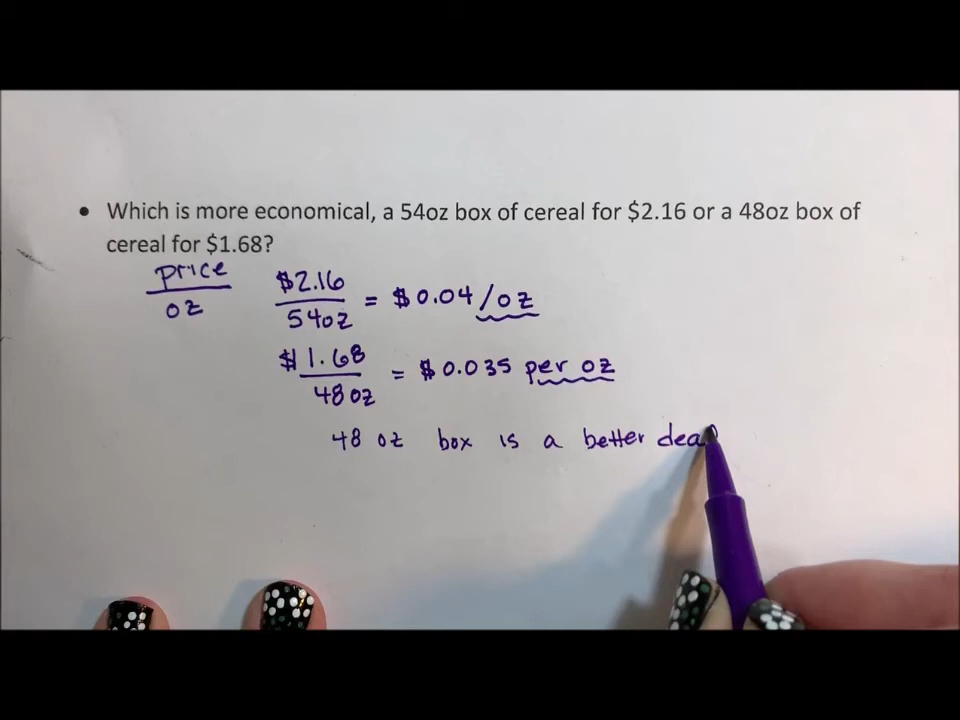 • Which is more economical, a 54oz box of cereal for $2.16 or a 48oz box of
cereal for $1.68?
price
oz
$2.16
54oz
= $0.04/oz
$1.68
48oz
= $0.035 per oz
48 oz box is a better deal